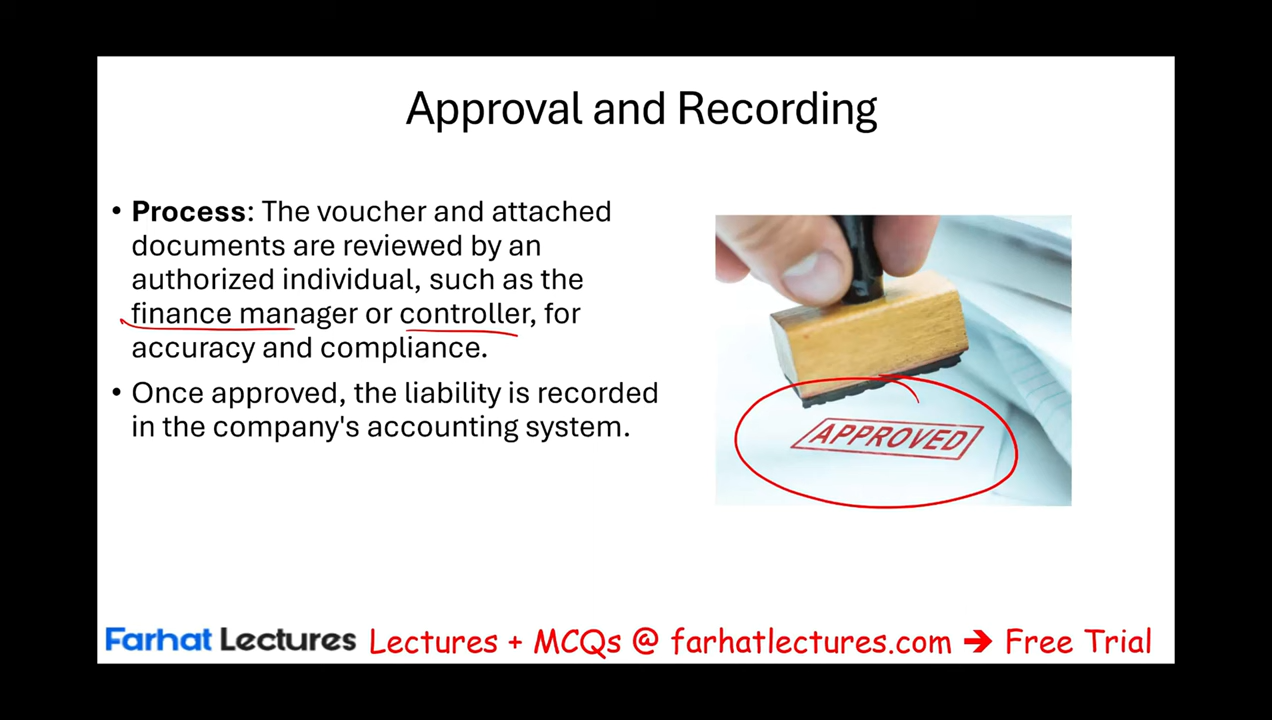 Approval and Recording
• Process: The voucher and attached
documents are reviewed by an
authorized individual, such as the
finance manager or controller, for
accuracy and compliance.
• Once approved, the liability is recorded
in the company's accounting system.
APPROVED
Farhat Lectures Lectures + MCQs @ farhatlectures.com → Free Trial